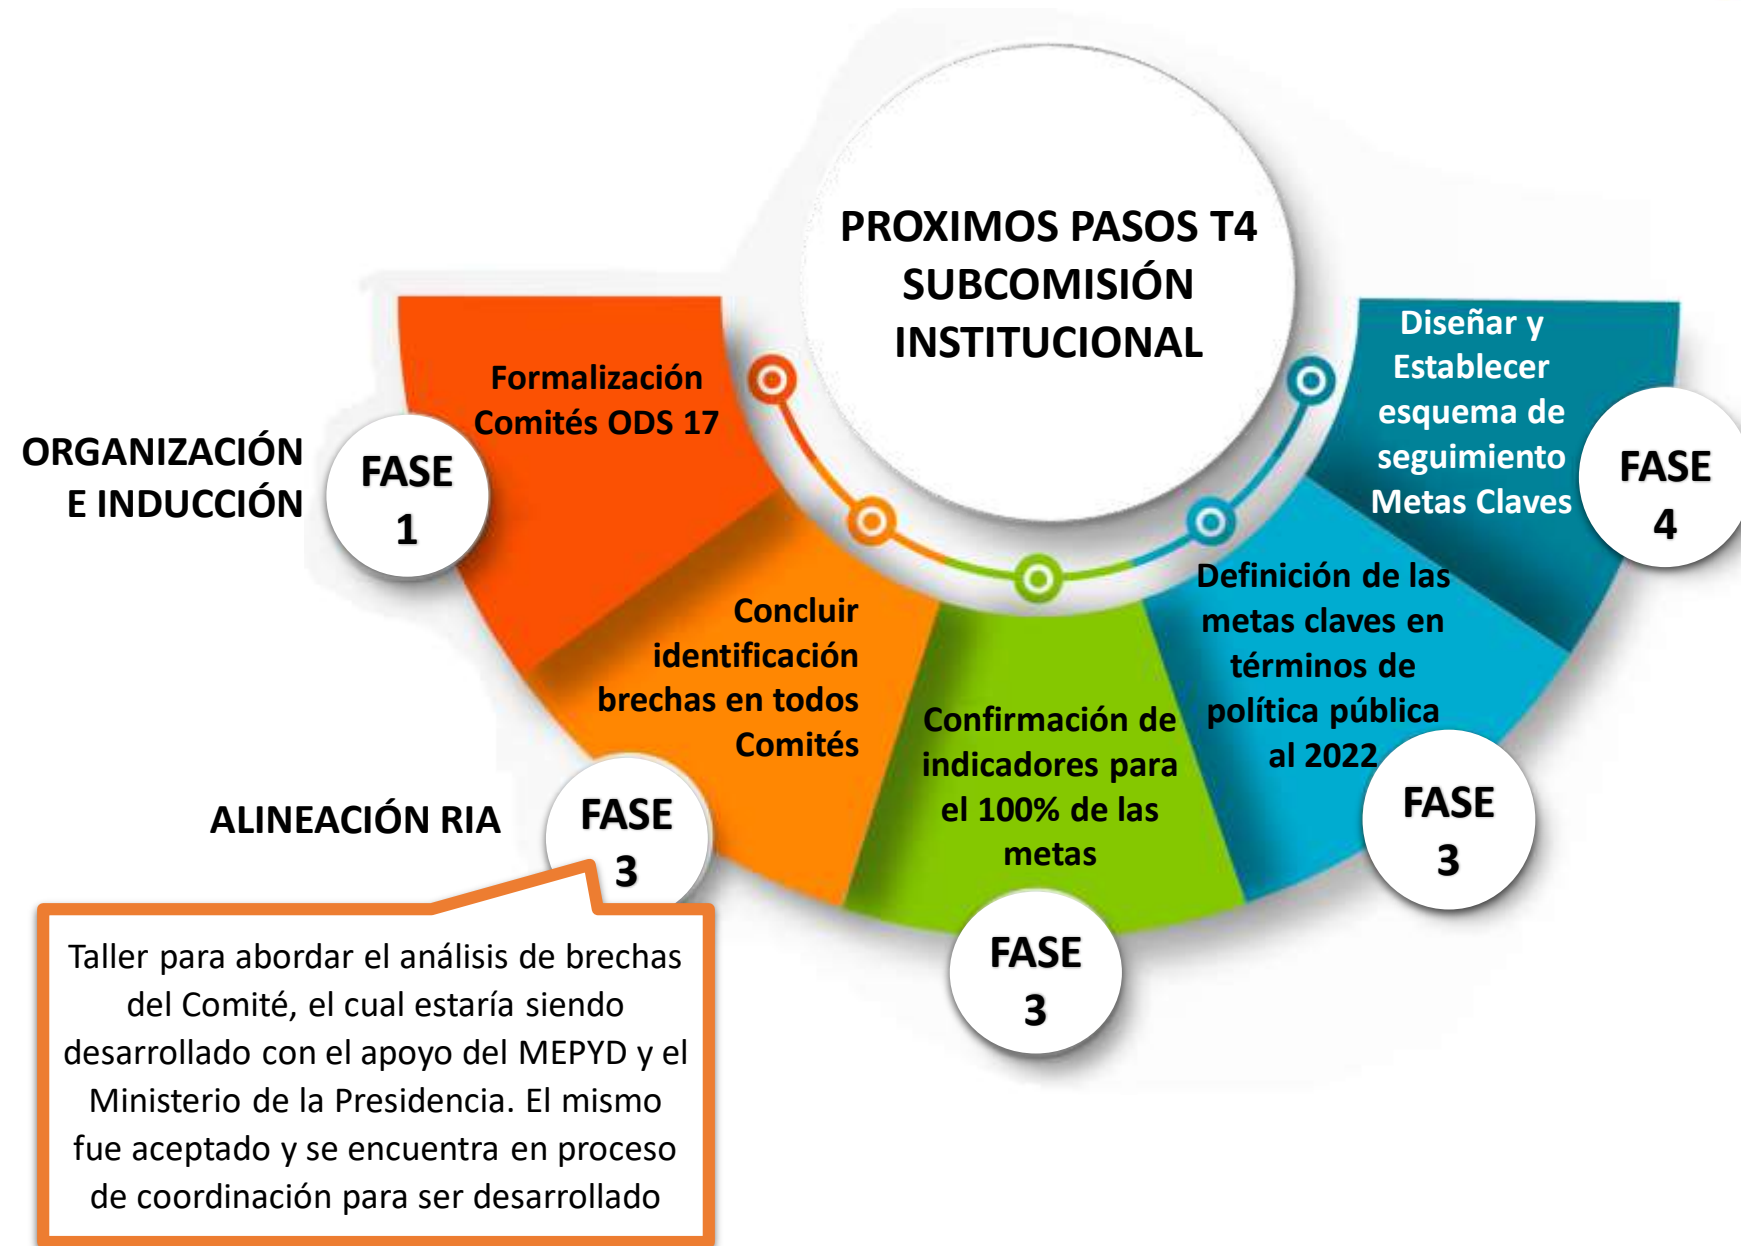 PROXIMOS PASOS T4
SUBCOMISIÓN
INSTITUCIONAL
ORGANIZACIÓN
E INDUCCIÓN
FASE
1
Formalización
Comités ODS 17
ALINEACIÓN RIA
FASE
3
Concluir
identificación
brechas en todos
Comités
Taller para abordar el análisis de brechas
del Comité, el cual estaría siendo
desarrollado con el apoyo del MEPYD y el
Ministerio de la Presidencia. El mismo
fue aceptado y se encuentra en proceso
de coordinación para ser desarrollado
Confirmación de
indicadores para
el 100% de las
metas
FASE
3
Definición de las
metas claves en
términos de
política pública
al 2022
FASE
3
Diseñar y
Establecer
esquema de
seguimiento
Metas Claves
FASE
4